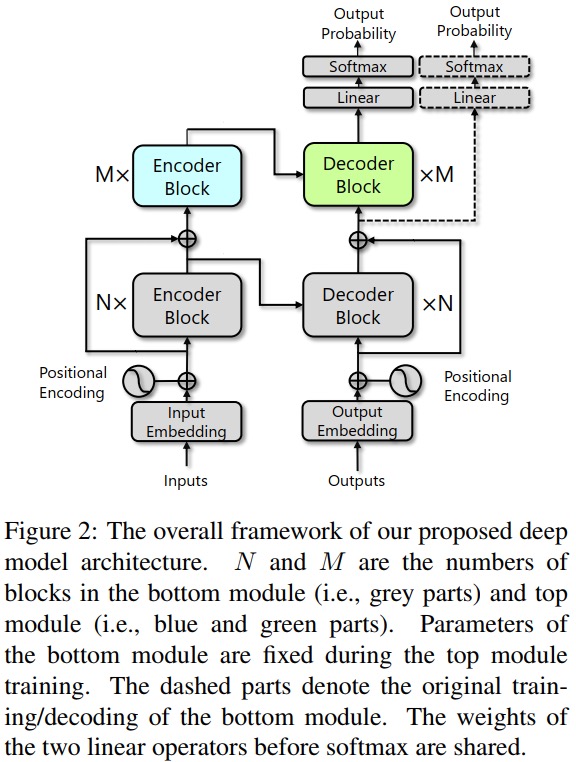 Output
Probability
Output
Probability
Softmax
Softmax
Linear
Linear
M×
Encoder
Block
Decoder
Block
×M
N×
Encoder
Block
Decoder
Block
×N
Positional
Encoding
Positional
Encoding
Input
Embedding
Output
Embedding
Inputs
Outputs
Figure 2: The overall framework of our proposed deep
model architecture. N and M are the numbers of
blocks in the bottom module (i.e., grey parts) and top
module (i.e., blue and green parts). Parameters of
the bottom module are fixed during the top module
training. The dashed parts denote the original train-
ing/decoding of the bottom module. The weights of
the two linear operators before softmax are shared.